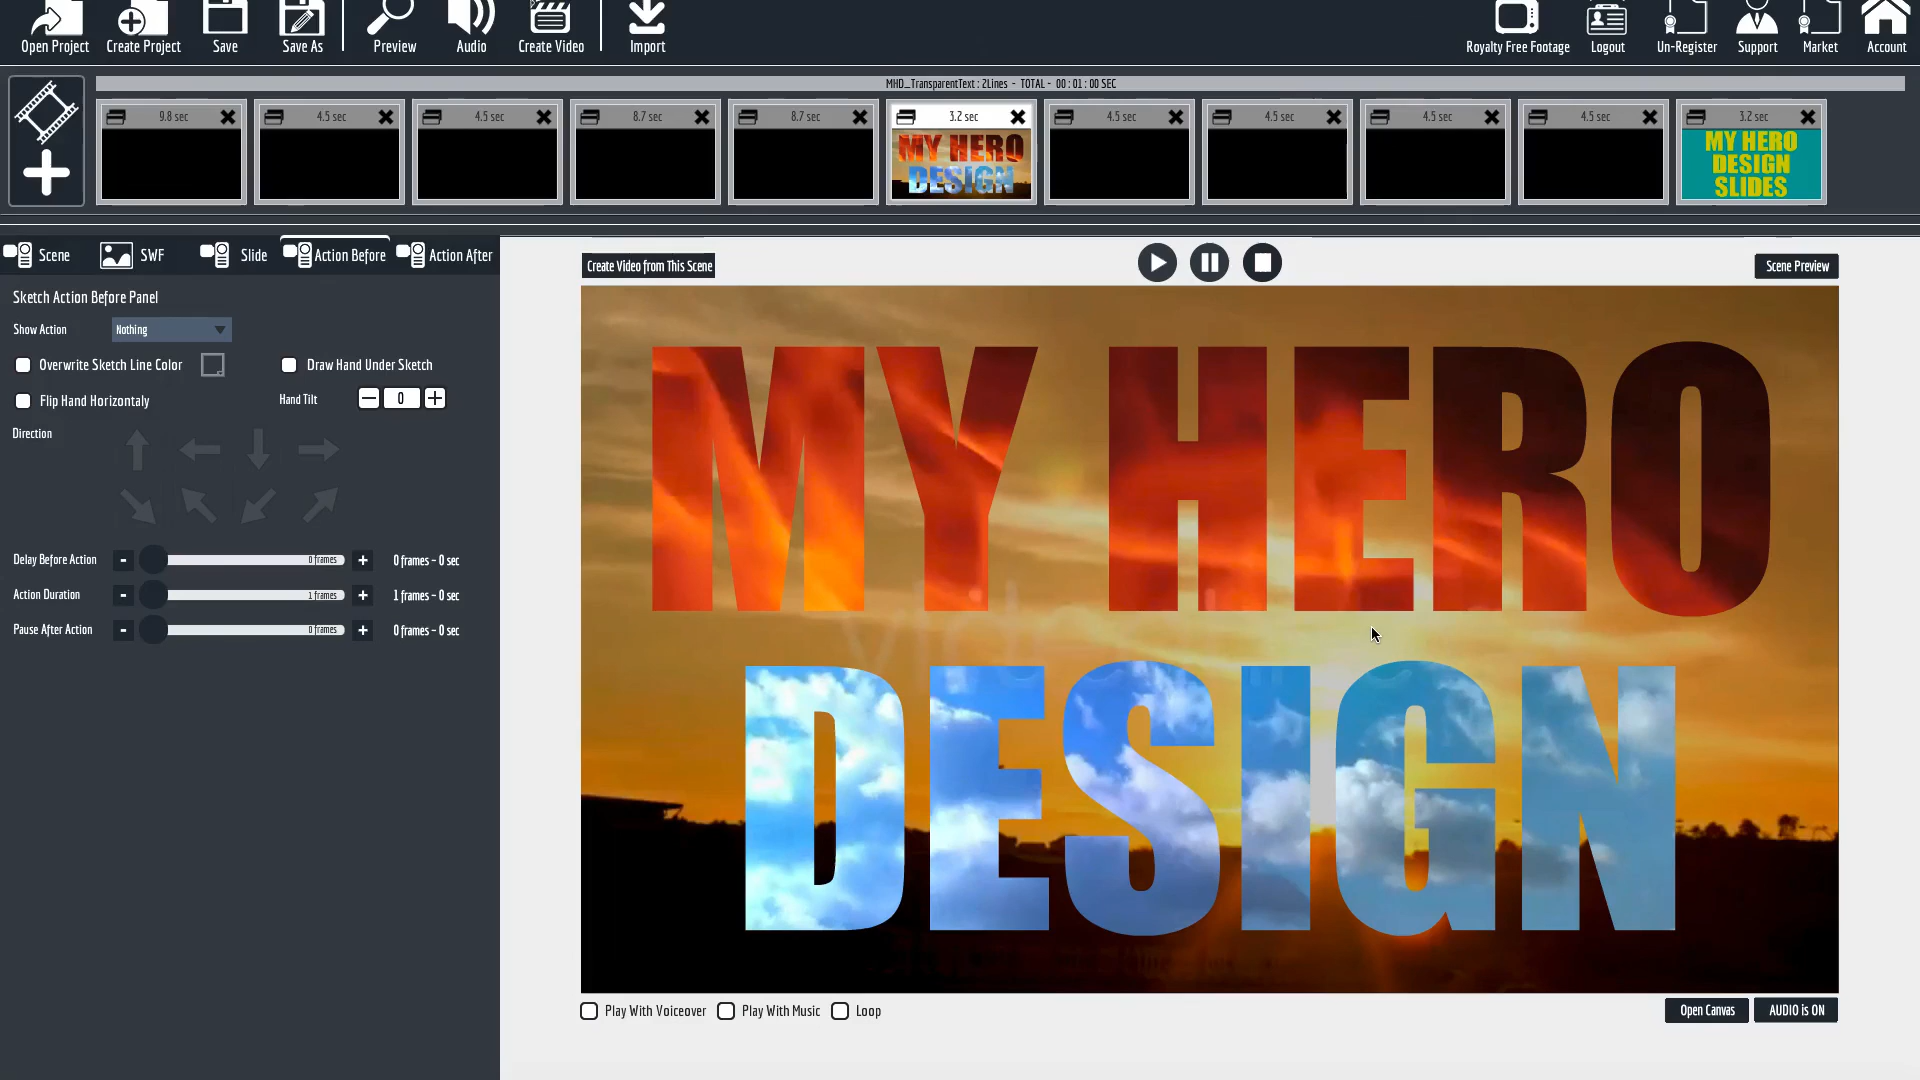 Open Project Create Project Save Save As Preview Audio Create Video Import Royalty Free Footage Logout Un-Register Support Market Account
MHD_TransparentText : 2Lines - TOTAL - 00 : 01 : 00 SEC
9.8 sec 4.5 sec 4.5 sec 8.7 sec 8.7 sec 3.2 sec 4.5 sec 4.5 sec 4.5 sec 4.5 sec 3.2 sec
MY HERO
DESIGN
MY HERO
DESIGN
SLIDES
Scene SWF Slide Action Before Action After
Create Video from This Scene
Scene Preview
Sketch Action Before Panel
Show Action Nothing
Overwrite Sketch Line Color Draw Hand Under Sketch
Flip Hand Horizontaly Hand Tilt 0
Direction
Delay Before Action - 0 frames + 0 frames - 0 sec
Action Duration - 1 frames + 1 frames - 0 sec
Pause After Action - 0 frames + 0 frames - 0 sec
MY HERO
DESIGN
Play With Voiceover Play With Music Loop
Open Canvas AUDIO is ON